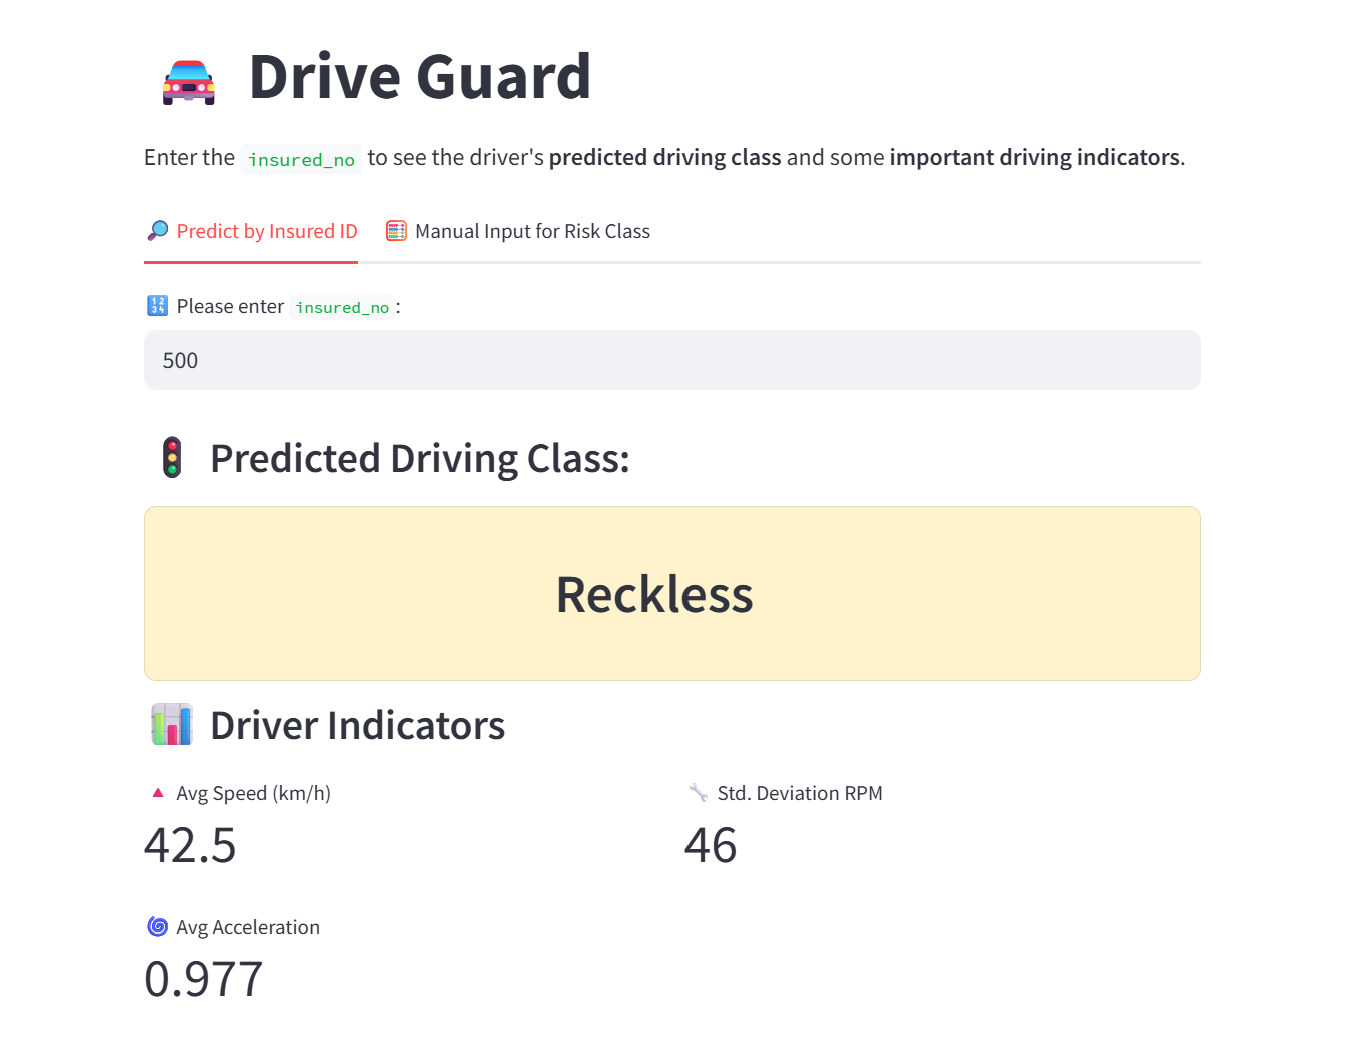 Drive Guard
Enter the insured_no to see the driver's predicted driving class and some important driving indicators.
Predict by Insured ID
Manual Input for Risk Class
Please enter insured_no :
500
Predicted Driving Class:
Reckless
Driver Indicators
Avg Speed (km/h)
42.5
Std. Deviation RPM
46
Avg Acceleration
0.977